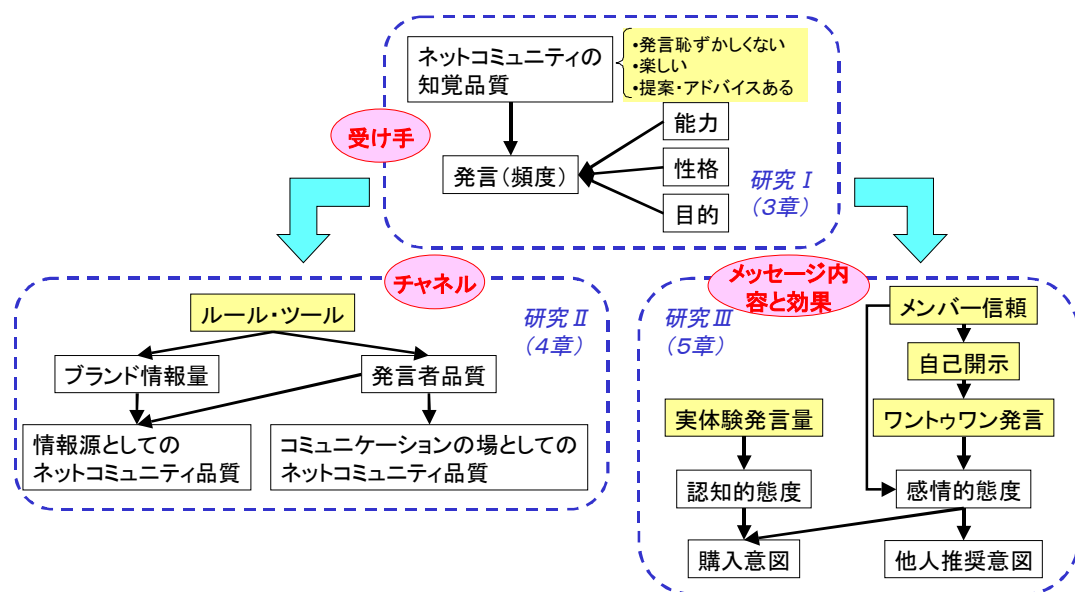 ネットコミュニティの
知覚品質
•発言恥ずかしくない
•楽しい
•提案・アドバイスある
受け手
能力
発言(頻度)
性格
目的
研究Ⅰ
(3章)
チャネル
ルール・ツール
研究Ⅱ
(4章)
ブランド情報量
発言者品質
情報源としての
ネットコミュニティ品質
コミュニケーションの場としての
ネットコミュニティ品質
メッセージ内
容と効果
研究Ⅲ
(5章)
メンバー信頼
自己開示
実体験発言量
ワントゥワン発言
認知的態度
感情的態度
購入意図
他人推奨意図